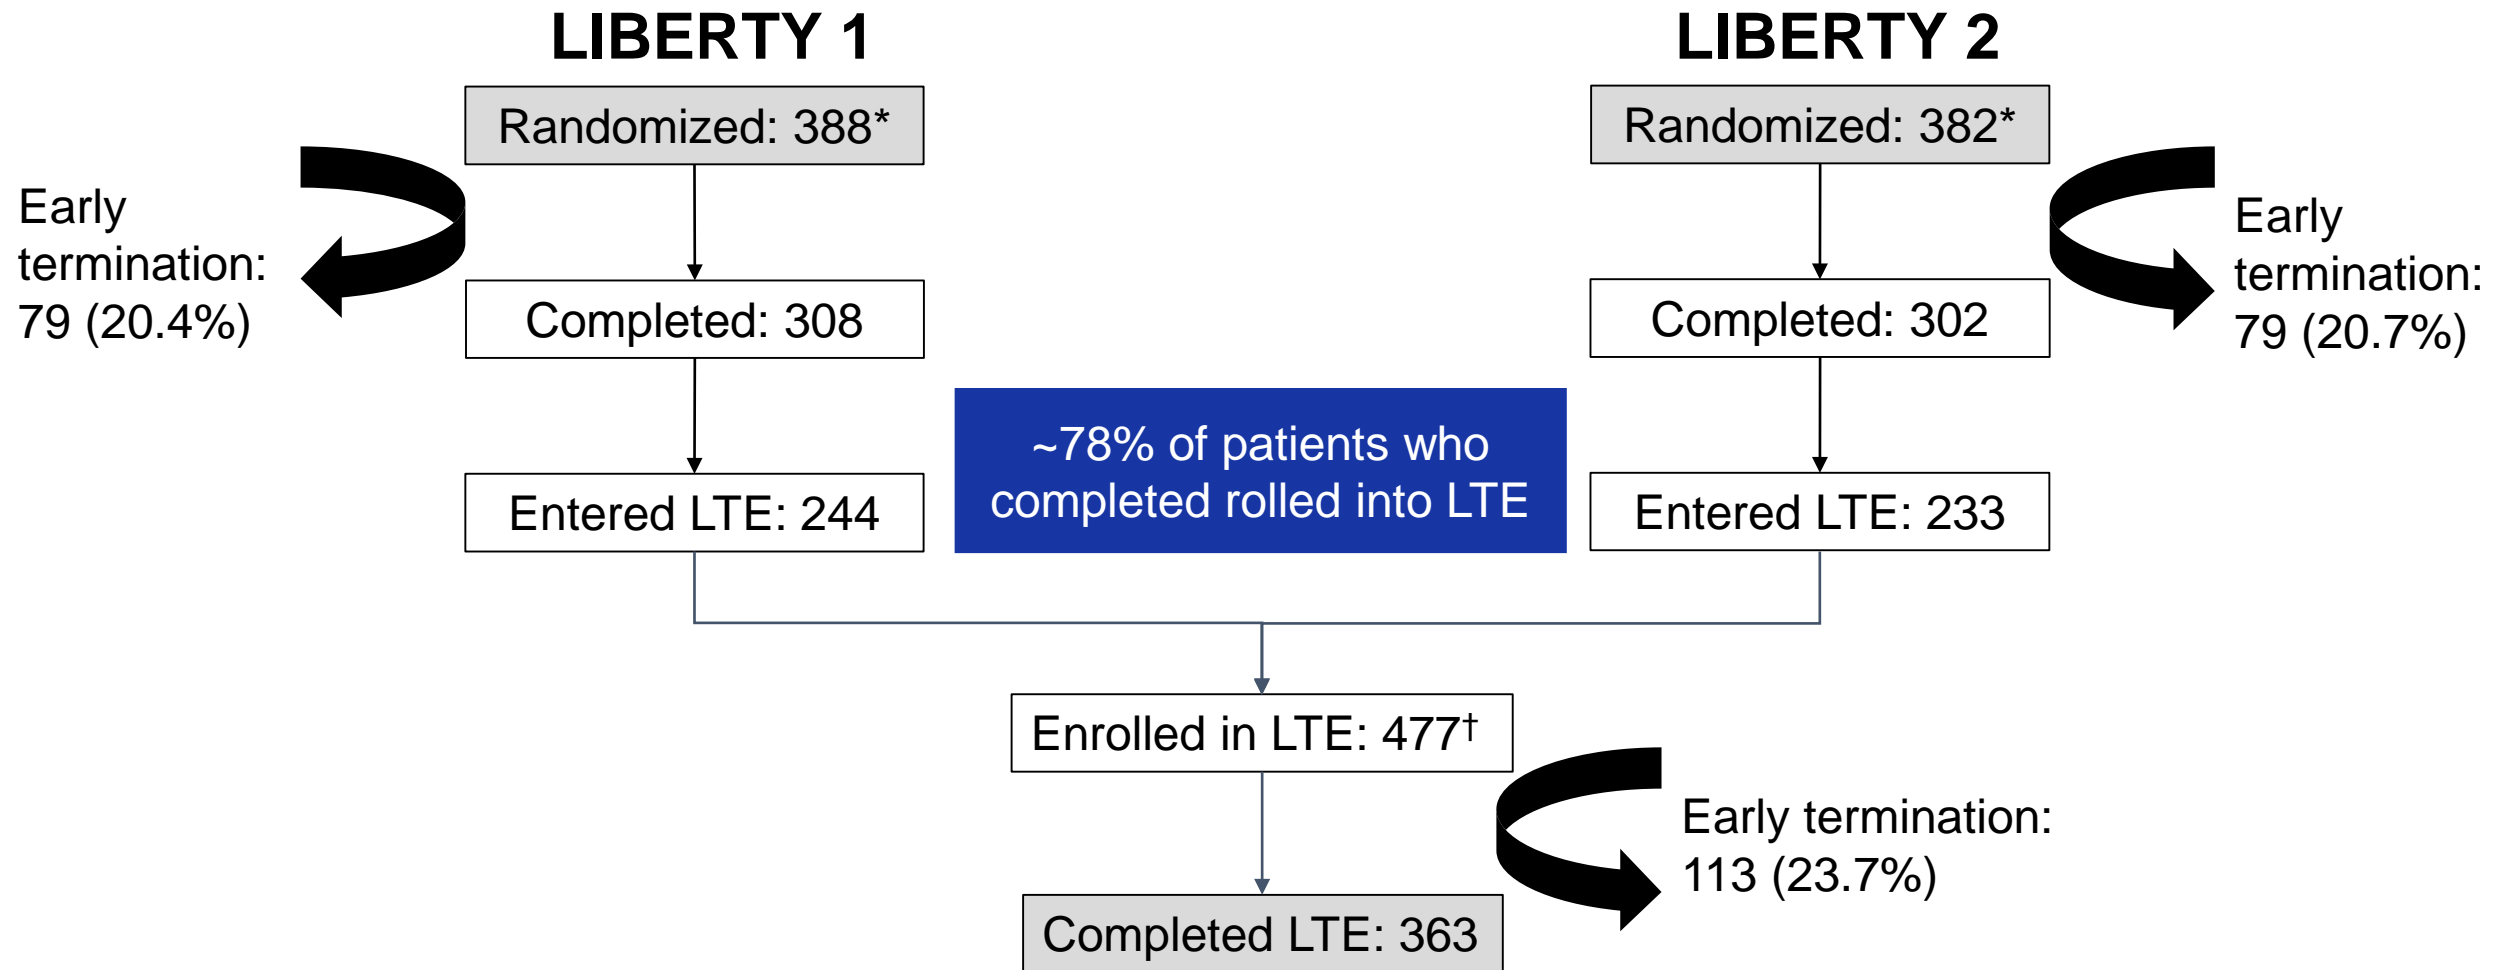 LIBERTY 1
LIBERTY 2
Randomized: 388*
Randomized: 382*
Early
termination:
79 (20.4%)
Early
termination:
79 (20.7%)
Completed: 308
Completed: 302
~78% of patients who
completed rolled into LTE
Entered LTE: 244
Entered LTE: 233
Enrolled in LTE: 477†
Early termination:
113 (23.7%)
Completed LTE: 363